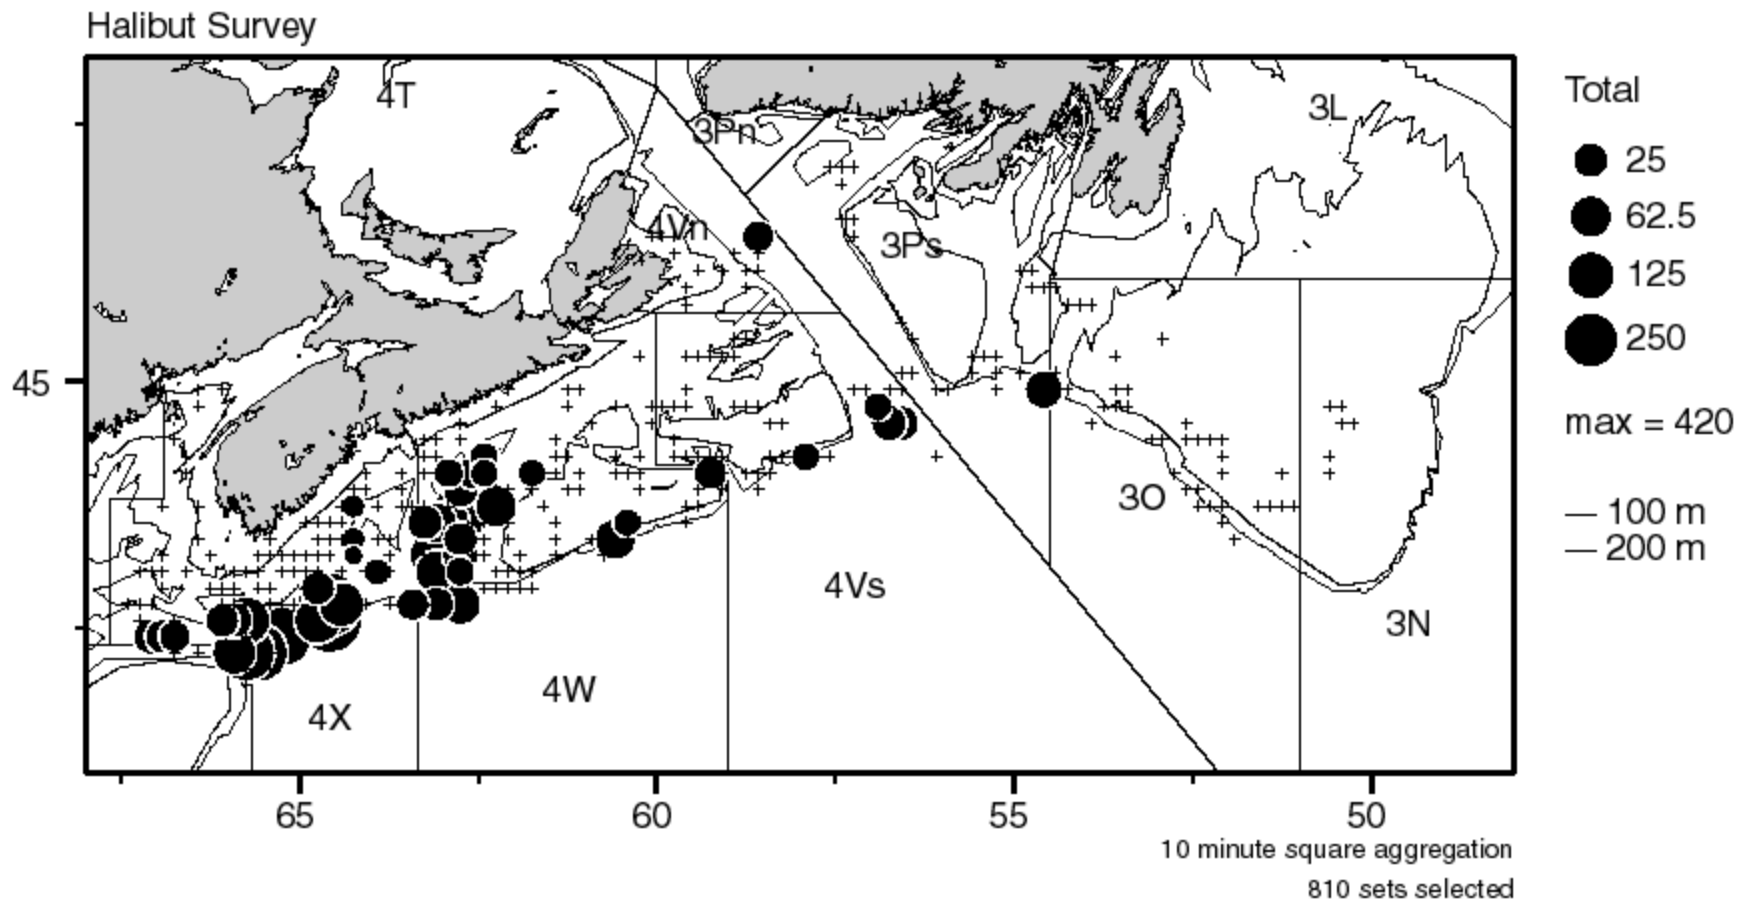 Halibut Survey
4T
3Pn
3L
4Vn
3Ps
45
3O
4Vs
3N
4W
4X
65
60
55
50
10 minute square aggregation
810 sets selected
Total
25
62.5
125
250
max = 420
— 100 m
— 200 m